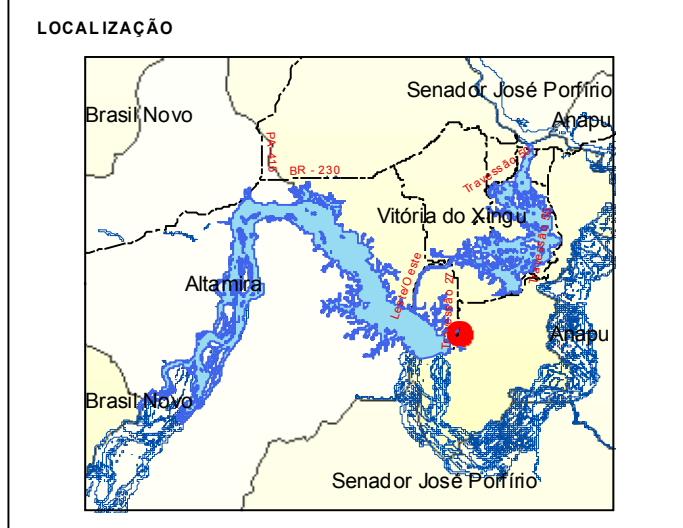 LOCALIZAÇÃO
Senador José Porfírio
Brasil Novo
Anapu
PA-415
BR - 230
Vitória do Xingu
Altamira
Leste/Oeste
Travessão 27
Anapu
Brasil Novo
Senador José Porfírio